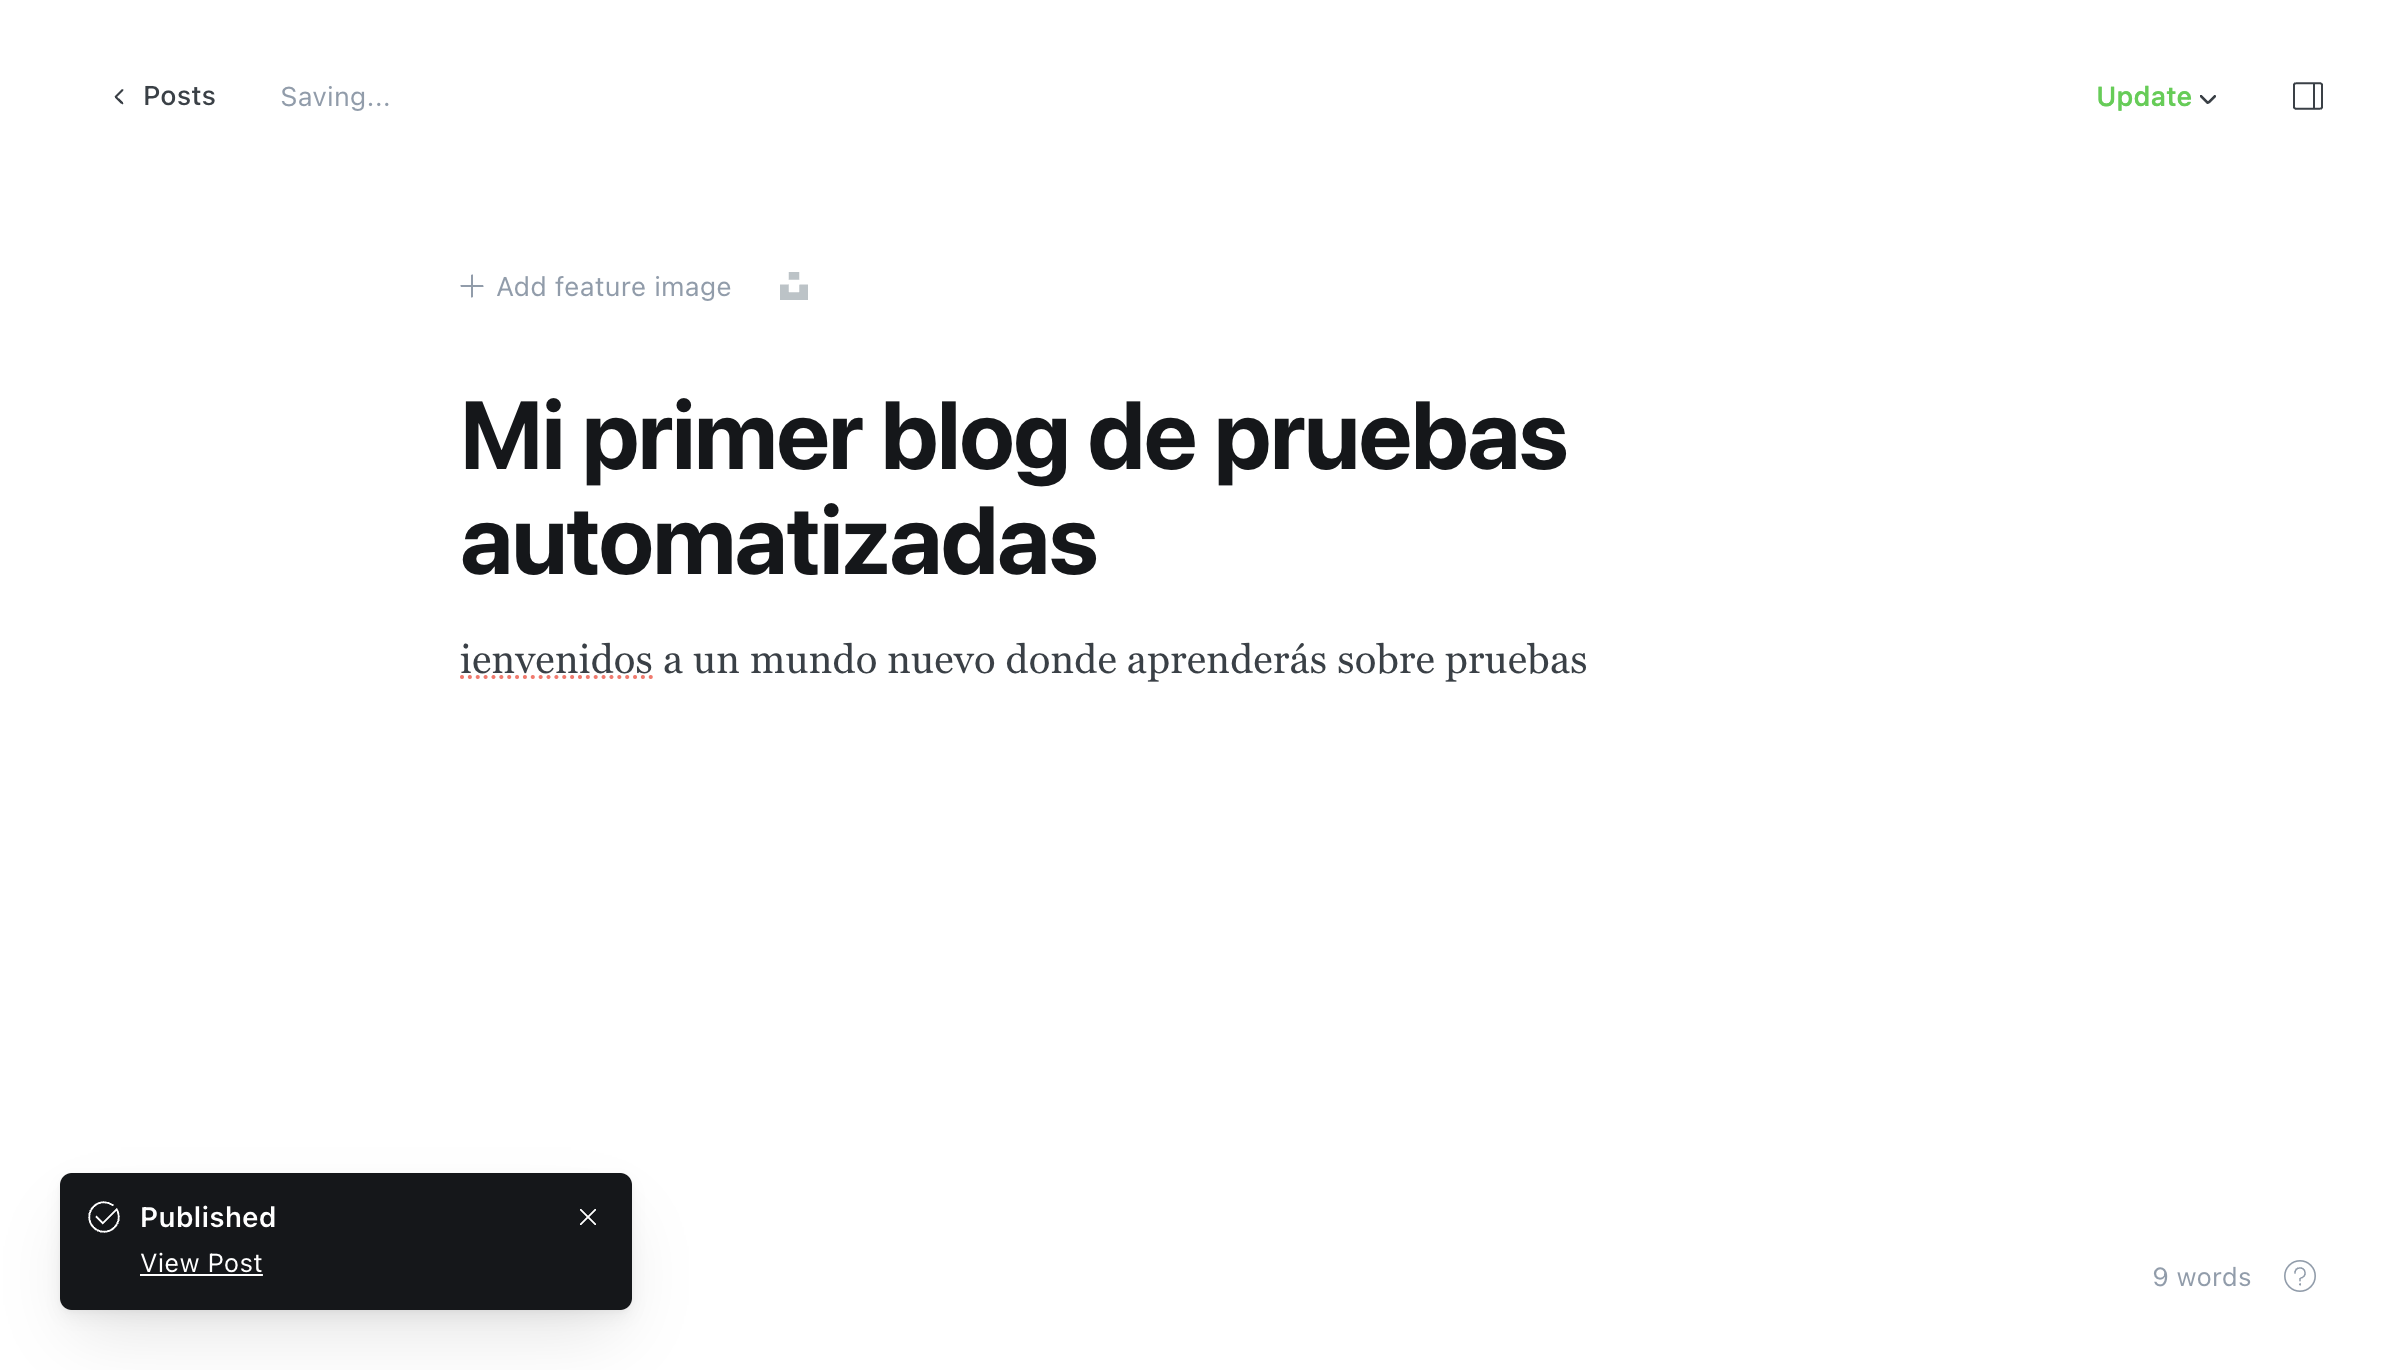 Posts
Saving...
Update
Add feature image
Mi primer blog de pruebas
automatizadas
ienvenidos a un mundo nuevo donde aprenderás sobre pruebas
Published
View Post
9 words